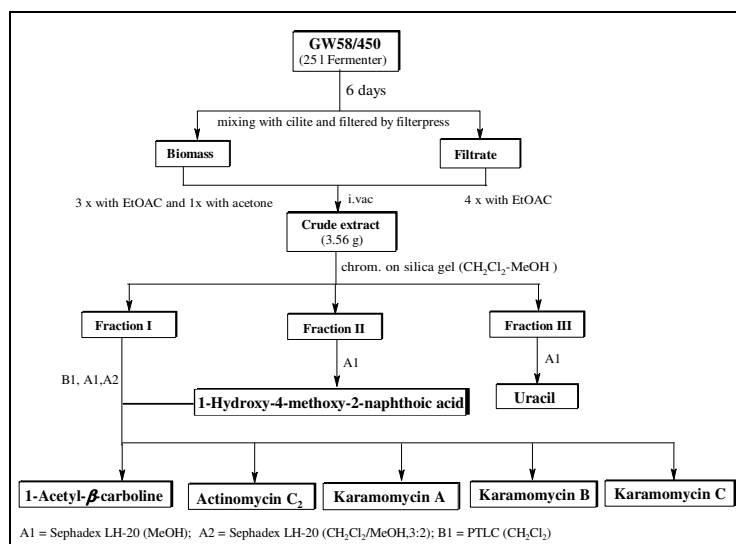 GW58/450
(25 l Fermenter)
6 days
mixing with cilite and filtered by filterpress
Biomass
Filtrate
3 x with EtOAC and 1x with acetone
i.vac
4 x with EtOAC
Crude extract
(3.56 g)
chrom. on silica gel (CH₂Cl₂-MeOH )
Fraction I
Fraction II
Fraction III
B1, A1,A2
A1
A1
1-Hydroxy-4-methoxy-2-naphthoic acid
Uracil
1-Acetyl-β-carboline
Actinomycin C₂
Karamomycin A
Karamomycin B
Karamomycin C
A1 = Sephadex LH-20 (MeOH); A2 = Sephadex LH-20 (CH₂Cl₂/MeOH,3:2); B1 = PTLC (CH₂Cl₂)